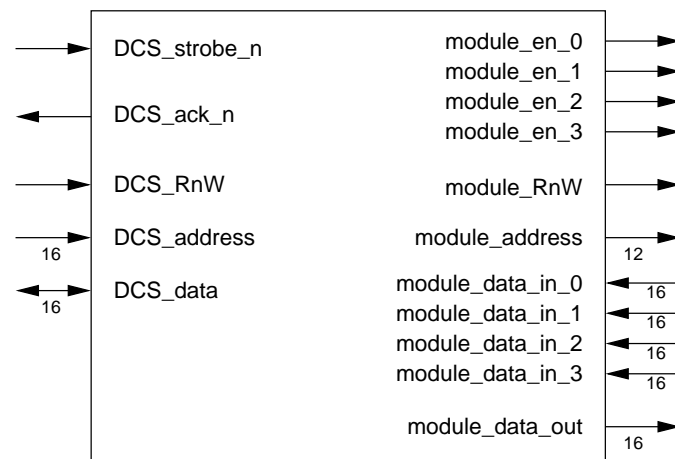 DCS_strobe_n
DCS_ack_n
DCS_RnW
DCS_address
16
DCS_data
16
module_en_0
module_en_1
module_en_2
module_en_3
module_RnW
module_address
12
module_data_in_0
16
module_data_in_1
16
module_data_in_2
16
module_data_in_3
16
module_data_out
16